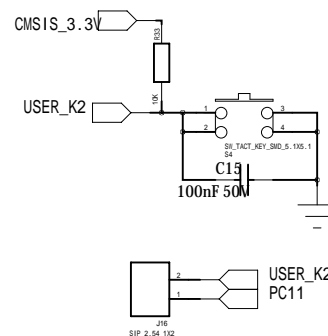 CMSIS_3.3V
R33
10K
USER_K2
1
3
2
4
SW_TACT_KEY_SMD_5.1X5.1
S4
C15
100nF 50V
2
USER_K2
1
PC11
J16
SIP 2.54 1X2